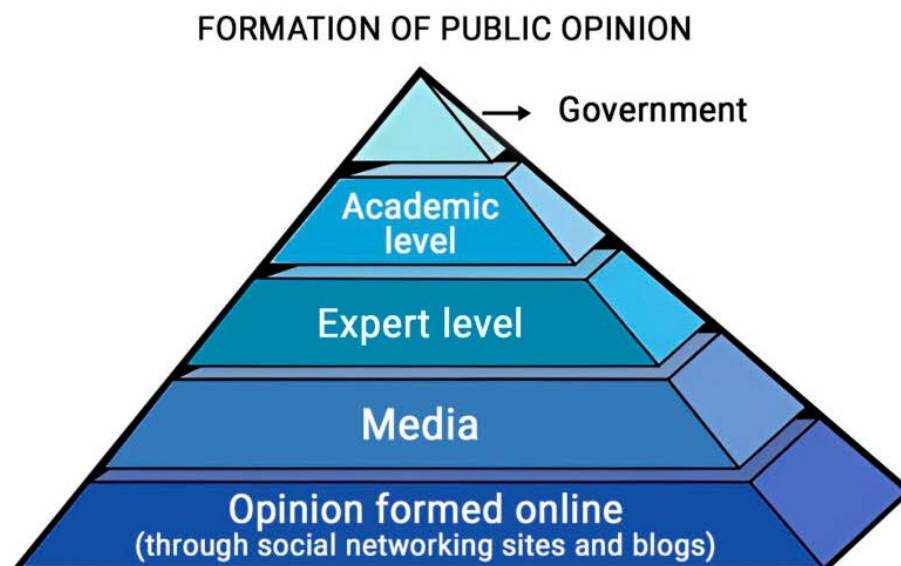 FORMATION OF PUBLIC OPINION
Government
Academic
level
Expert level
Media
Opinion formed online
(through social networking sites and blogs)